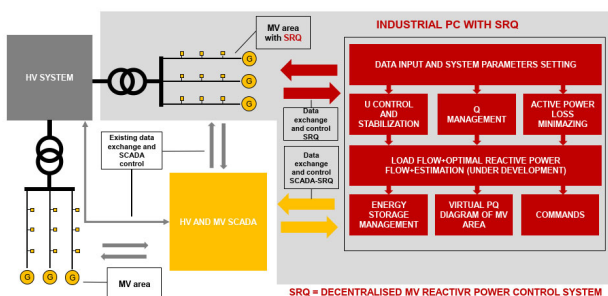 INDUSTRIAL PC WITH SRQ
MV area
with SRQ
HV SYSTEM
G
G
G
DATA INPUT AND SYSTEM PARAMETERS SETTING
U CONTROL
AND
STABILIZATION
Q
MANAGEMENT
ACTIVE POWER
LOSS
MINIMAZING
Data
exchange
and control
SRQ
Existing data
exchange and
SCADA
control
Data
exchange
and control
SCADA-SRQ
LOAD FLOW+OPTIMAL REACTIVE POWER
FLOW+ESTIMATION (UNDER DEVELOPMENT)
HV AND MV SCADA
ENERGY
STORAGE
MANAGEMENT
VIRTUAL PQ
DIAGRAM OF MV
AREA
COMMANDS
G
G
G
MV area
SRQ = DECENTRALISED MV REACTIVR POWER CONTROL SYSTEM